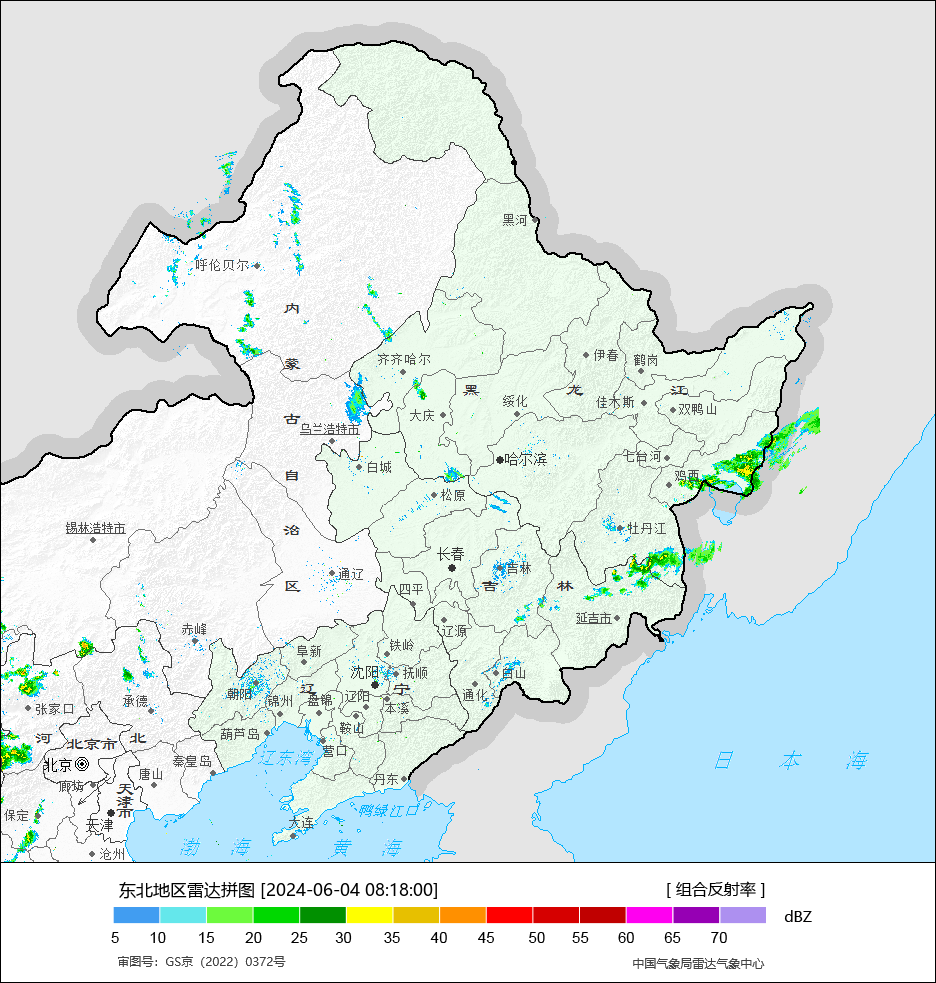 黑河
呼伦贝尔
内
蒙
古
自
治
区
齐齐哈尔
伊春
鹤岗
黑
龙
江
绥化
佳木斯
双鸭山
大庆
乌兰浩特市
哈尔滨
七台河
白城
鸡西
松原
锡林浩特市
牡丹江
长春
通辽
吉林
四平
吉
林
延吉市
辽源
赤峰
铁岭
阜新
沈阳
抚顺
白山
朝阳
辽
宁
锦州
盘锦
辽阳
通化
本溪
承德
张家口
葫芦岛
鞍山
河
北京市
北
营口
辽东湾
日本海
北京
秦皇岛
唐山
丹东
廊坊
天
津
市
保定
天津
大连
鸭绿江口
渤海
黄海
沧州
东北地区雷达拼图 [2024-06-04 08:18:00]
[ 组合反射率 ]
dBZ
5 10 15 20 25 30 35 40 45 50 55 60 65 70
审图号：GS京（2022）0372号
中国气象局雷达气象中心